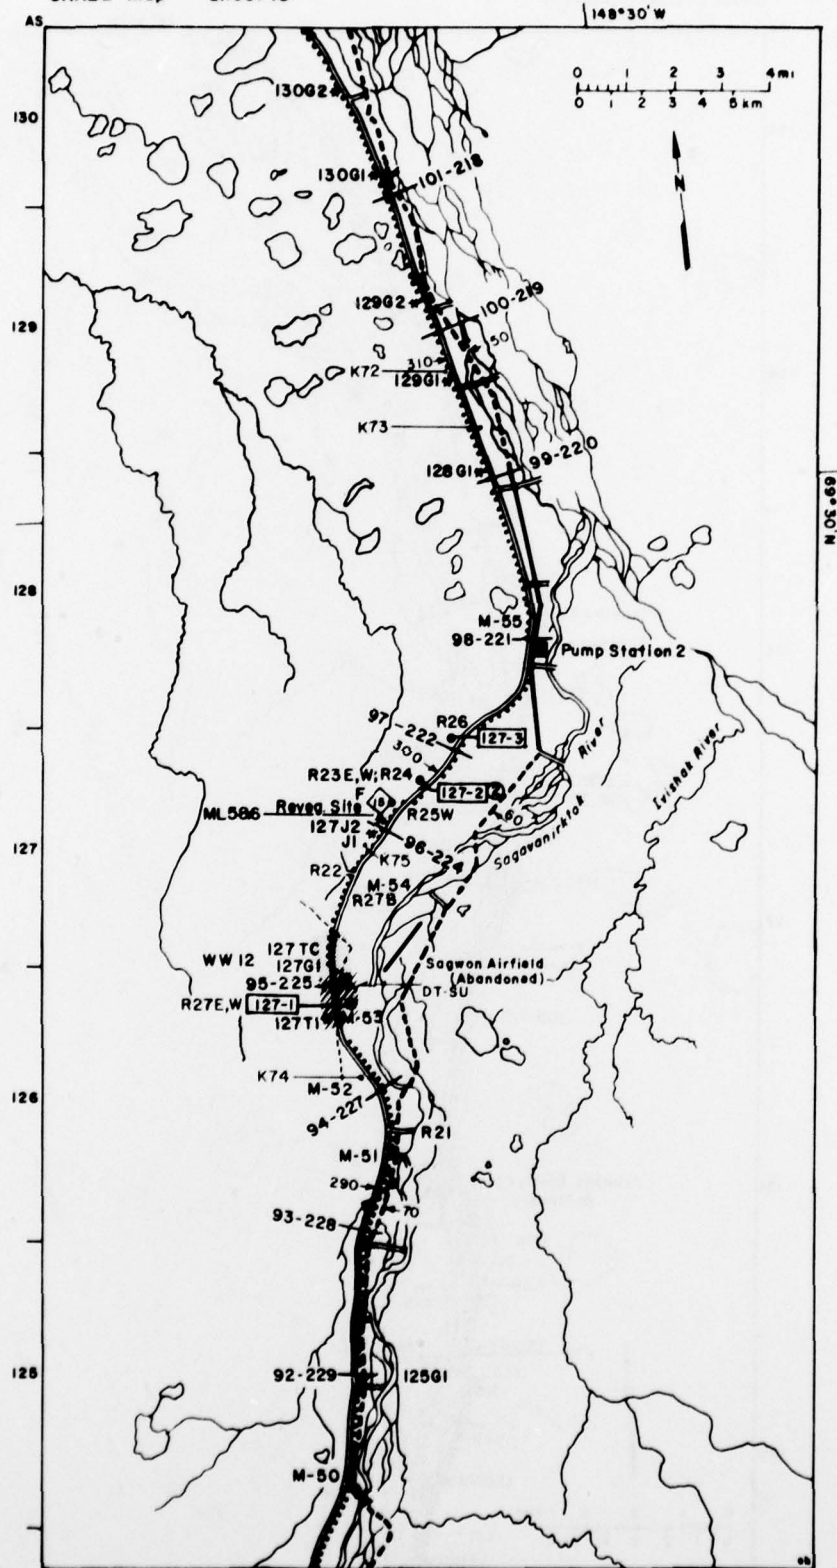 148°30' W
AS
0 1 2 3 4 mi
0 1 2 3 4 5 km
N
130G2
130
130G1
101-218
129G2
100-219
129
50
310
K72
129G1
K73
128G1
99-220
69°30'N
128
M-55
98-221
Pump Station 2
97-222
R26
127-3
300
R23E,W;R24
127-2
2
F
15
Reveg. Site
ML5&6
R25W
60
127J2
J1
96-224
K75
R22
M-54
R27B
127
Sagavanirktok River
Ivishak River
127TC
WW12
127G1
95-225
Sagwon Airfield
(Abandoned)
DT-SU
R27E,W
127-1
127T1
M-53
K74
M-52
94-227
126
R21
M-51
290
70
93-228
125
92-229
125G1
M-50